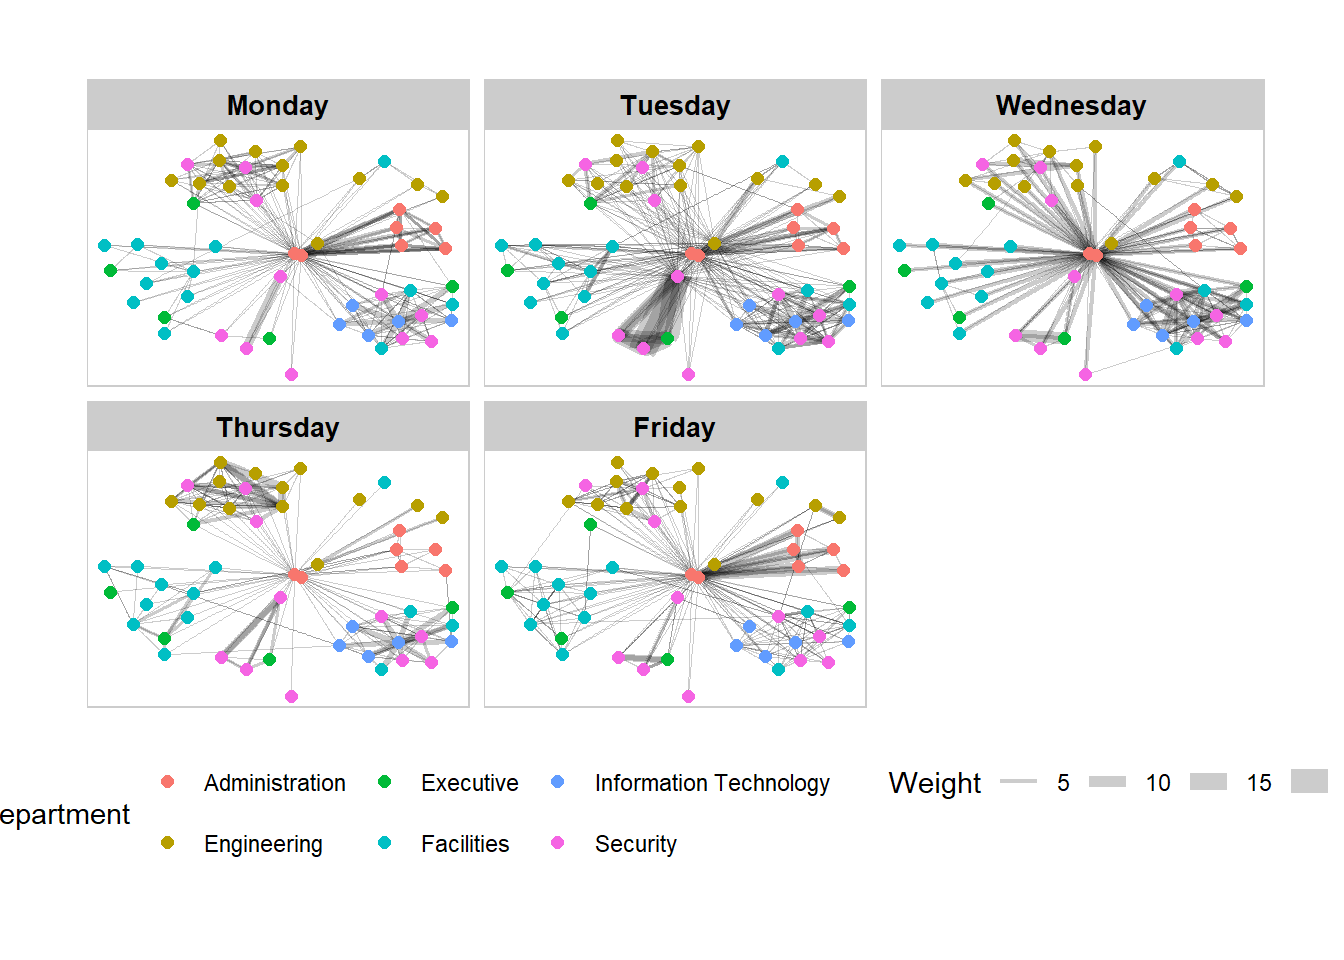 Monday
Tuesday
Wednesday
Thursday
Friday
epartment
Administration
Executive
Information Technology
Engineering
Facilities
Security
Weight
5
10
15